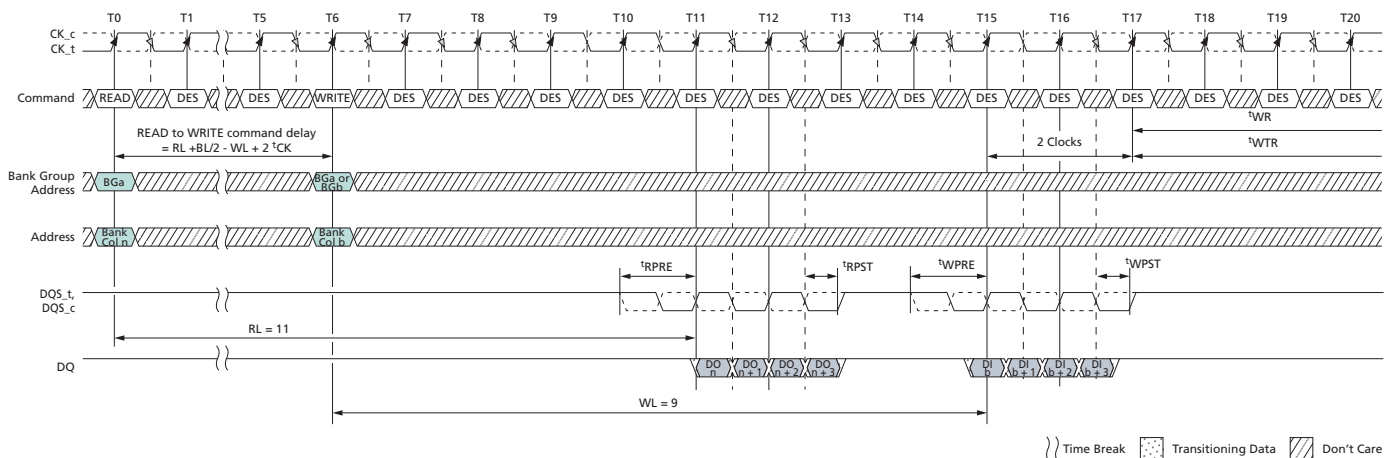 T0 T1 T5 T6 T7 T8 T9 T10 T11 T12 T13 T14 T15 T16 T17 T18 T19 T20
CK_c
CK_t
Command READ DES DES WRITE DES DES DES DES DES DES DES DES DES DES DES DES DES DES
tWR
READ to WRITE command delay
= RL +BL/2 - WL + 2 tCK
2 Clocks
tWTR
Bank Group
Address
BGa
BGa or
BGb
Address
Bank
Col n
Bank
Col b
tRPRE tRPST tWPRE tWPST
DQS_t,
DQS_c
RL = 11
DQ
DO
n
DO
n + 1
DO
n + 2
DO
n + 3
DI
b
DI
b + 1
DI
b + 2
DI
b + 3
WL = 9
Time Break Transitioning Data Don't Care